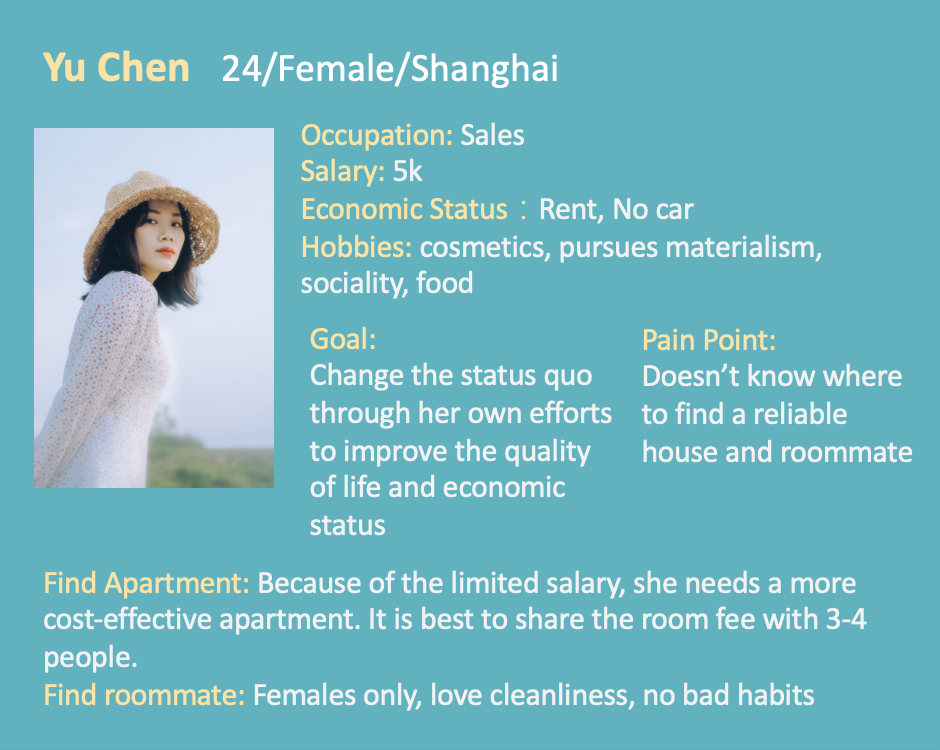 Yu Chen 24/Female/Shanghai
Occupation: Sales
Salary: 5k
Economic Status：Rent, No car
Hobbies: cosmetics, pursues materialism,
sociality, food
Goal:
Change the status quo
through her own efforts
to improve the quality
of life and economic
status
Pain Point:
Doesn’t know where
to find a reliable
house and roommate
Find Apartment: Because of the limited salary, she needs a more
cost-effective apartment. It is best to share the room fee with 3-4
people.
Find roommate: Females only, love cleanliness, no bad habits